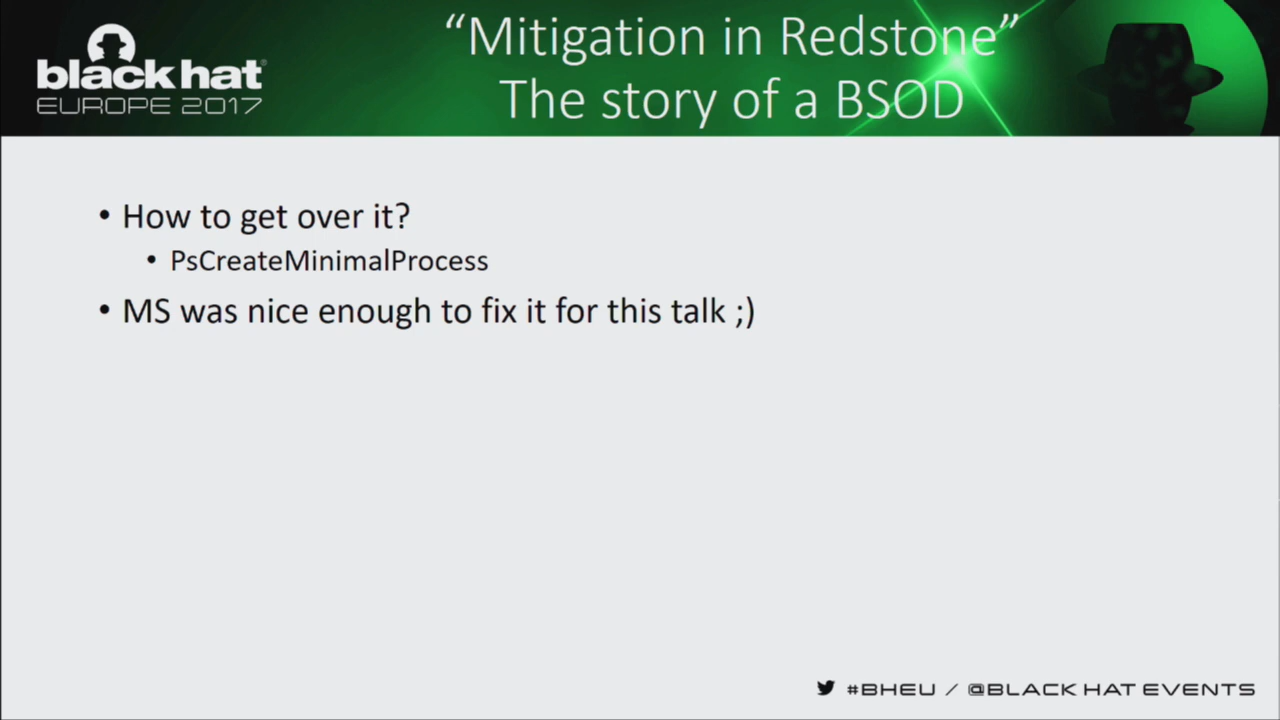 black hat®
EUROPE 2017
“Mitigation in Redstone”
The story of a BSOD
• How to get over it?
• PsCreateMinimalProcess
• MS was nice enough to fix it for this talk ;)
#BHEU / @BLACK HAT EVENTS